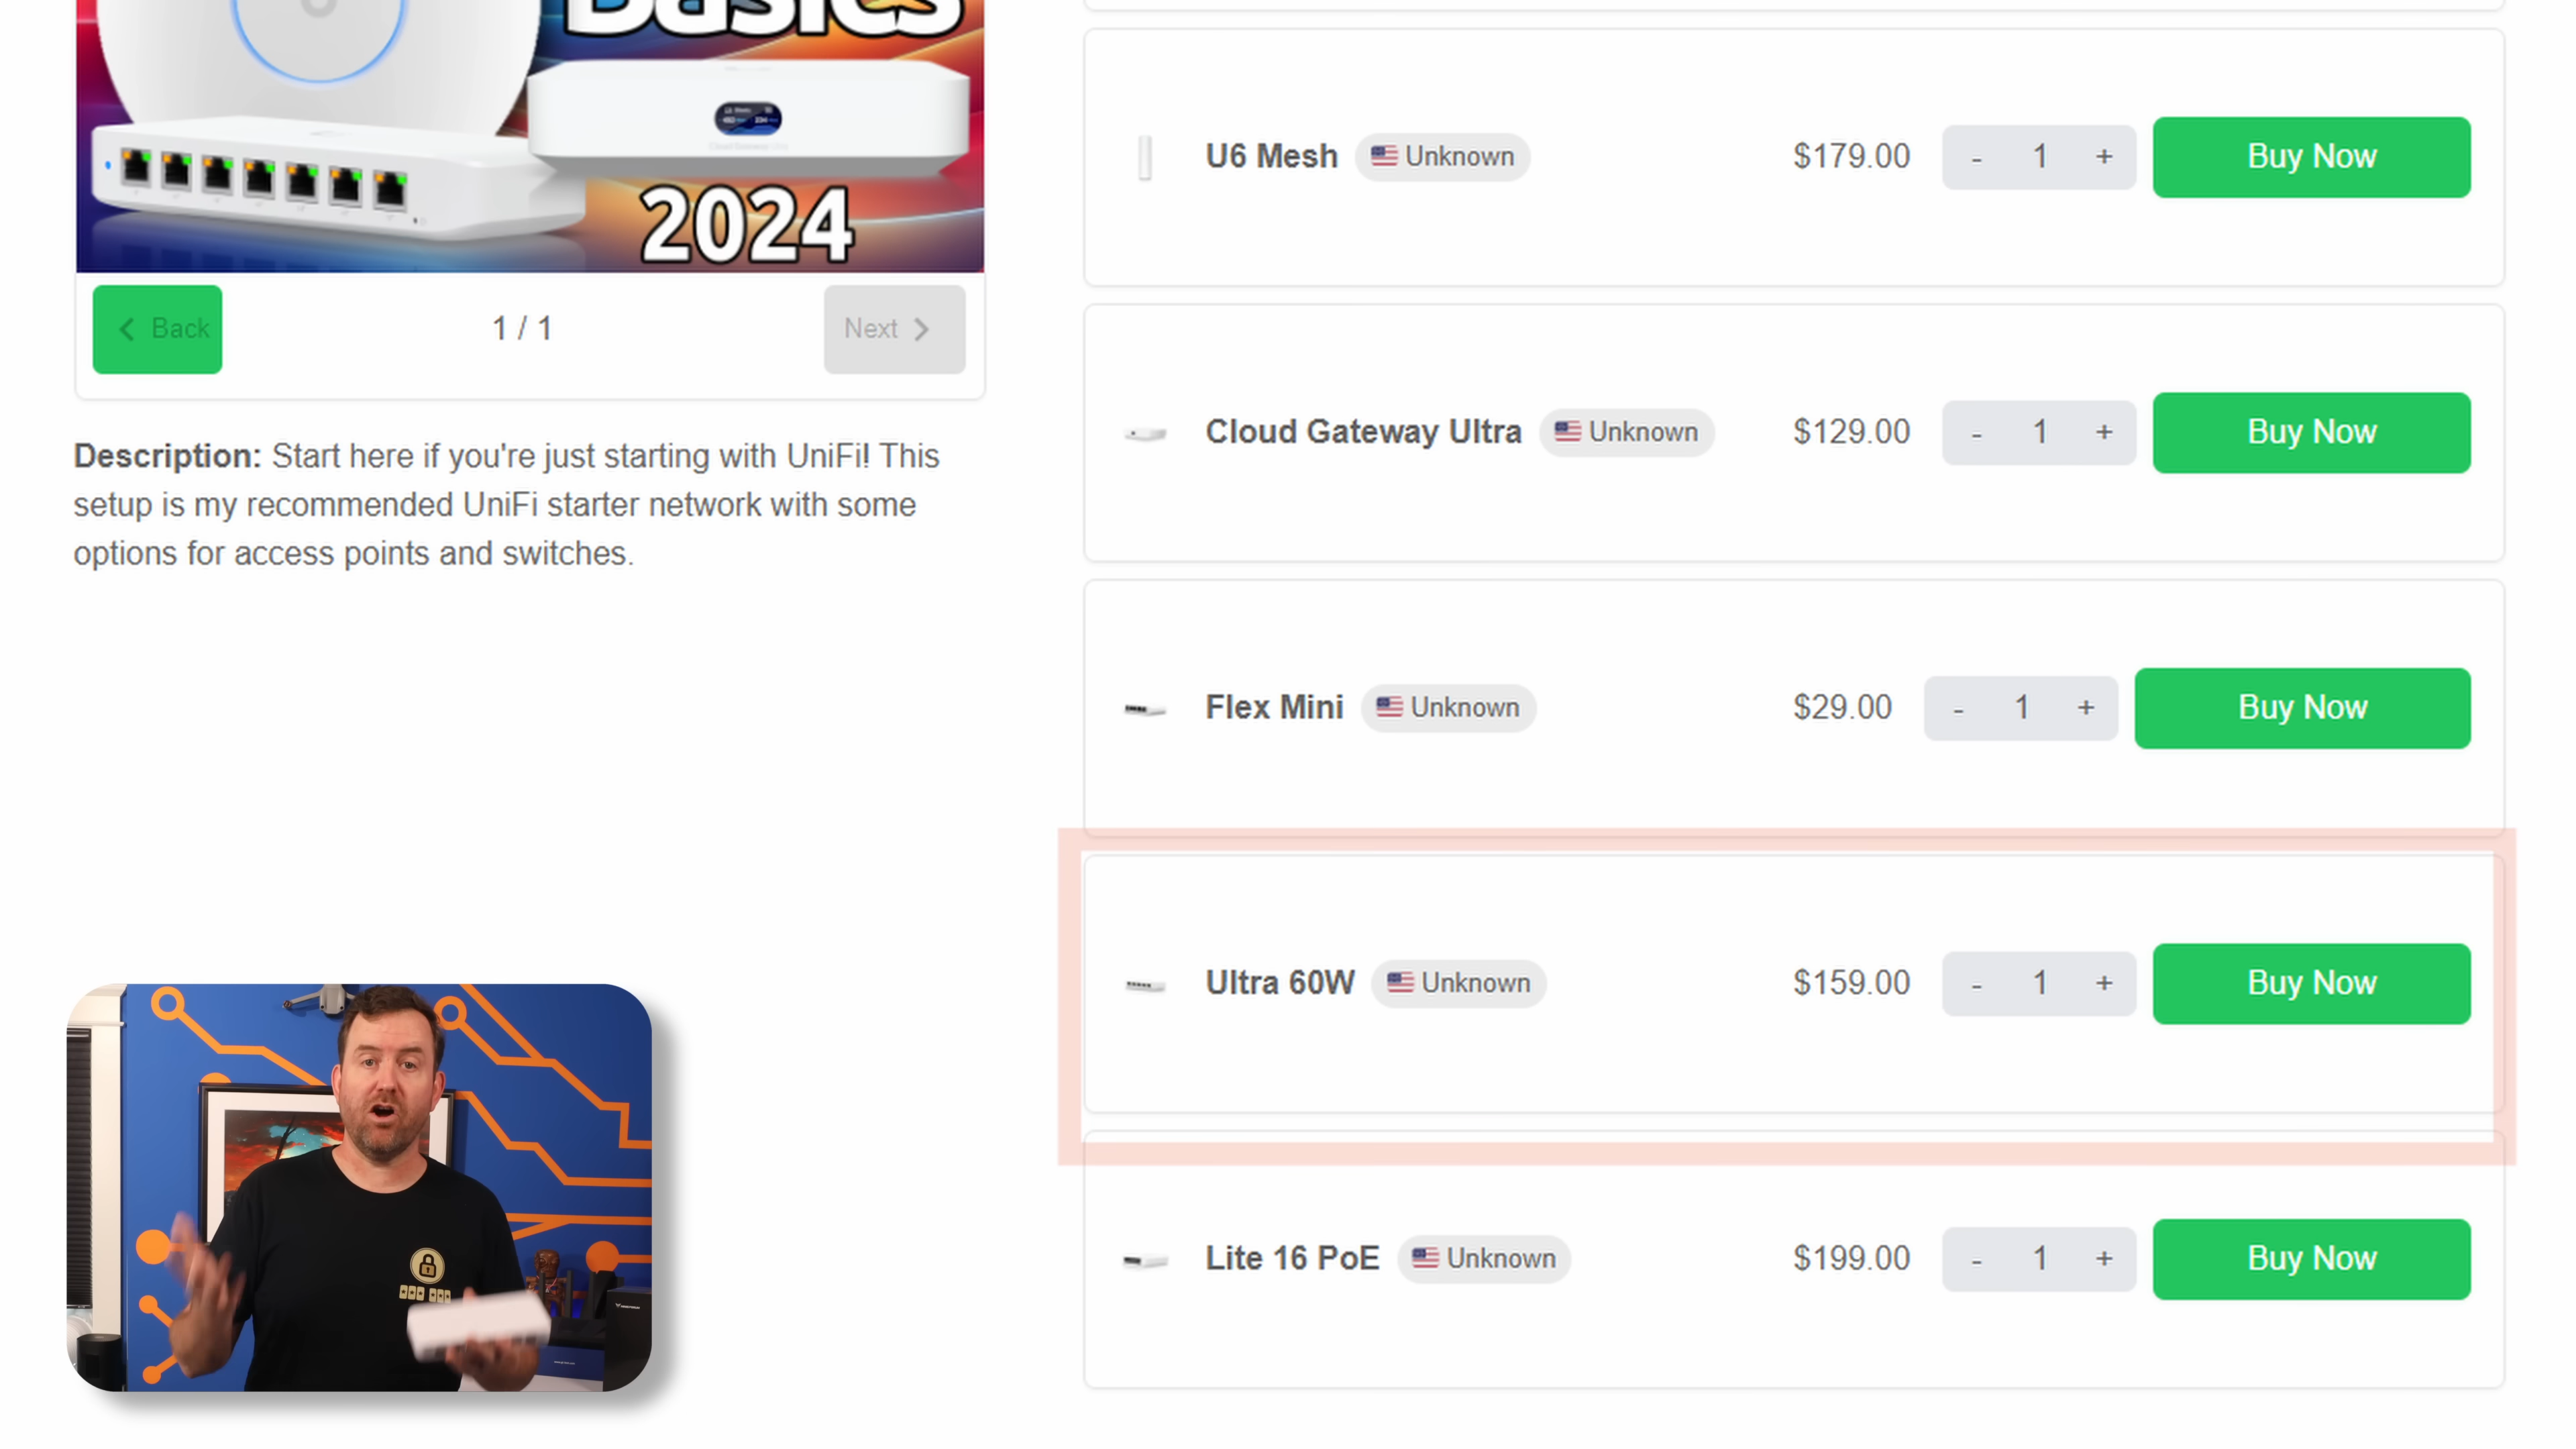 Basics
2024
Back
1 / 1
Next
Description: Start here if you're just starting with UniFi! This
setup is my recommended UniFi starter network with some
options for access points and switches.
U6 Mesh Unknown $179.00 - 1 + Buy Now
Cloud Gateway Ultra Unknown $129.00 - 1 + Buy Now
Flex Mini Unknown $29.00 - 1 + Buy Now
Ultra 60W Unknown $159.00 - 1 + Buy Now
Lite 16 PoE Unknown $199.00 - 1 + Buy Now